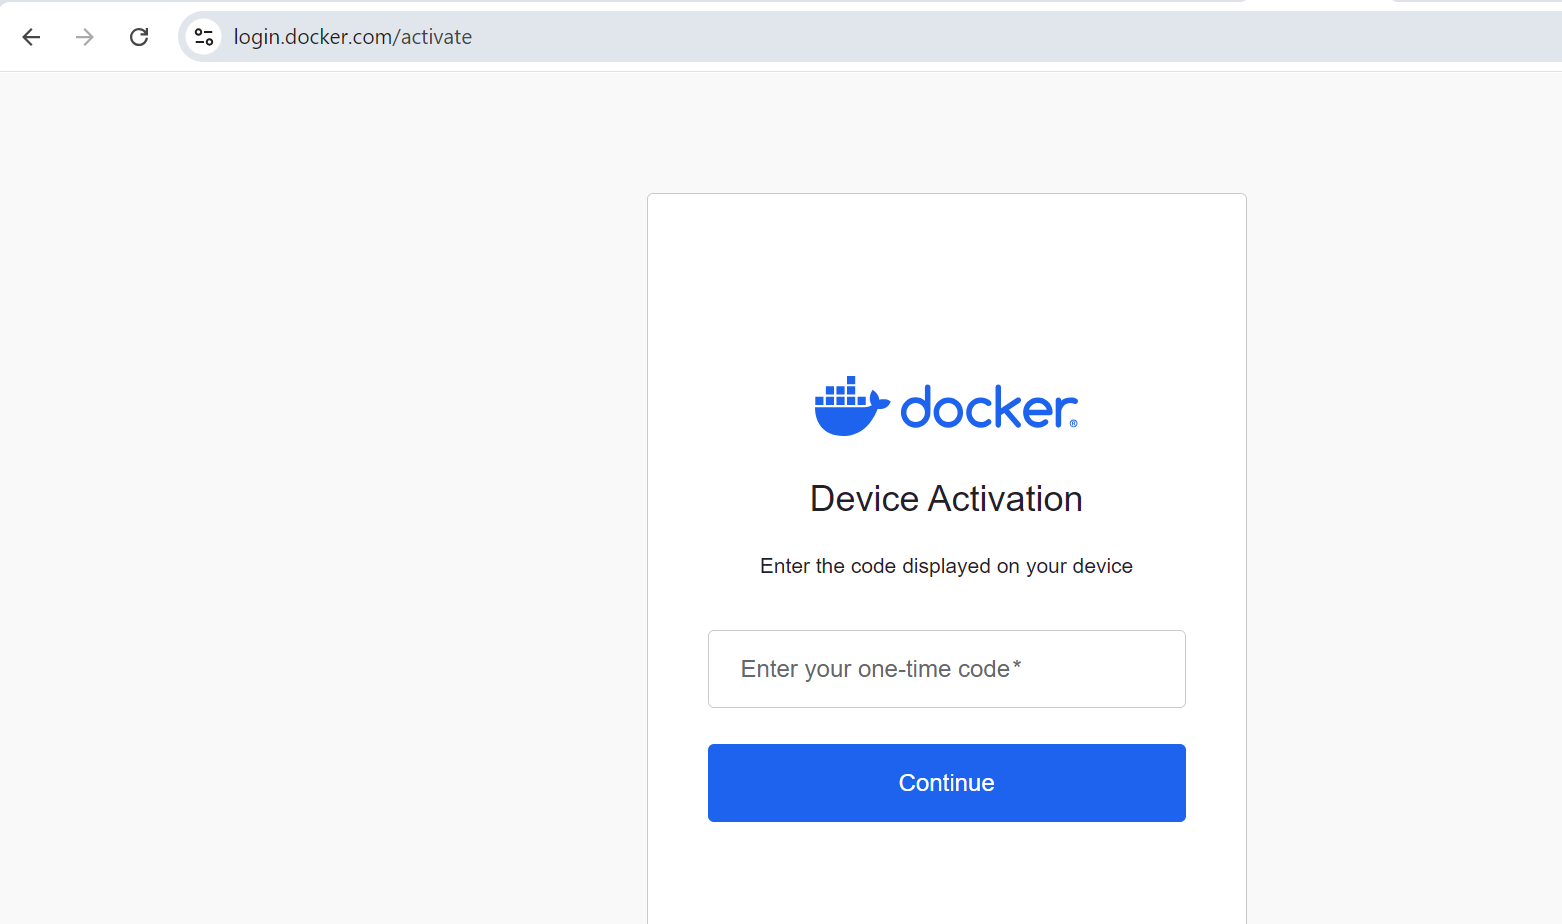 login.docker.com/activate
docker®
Device Activation
Enter the code displayed on your device
Enter your one-time code*
Continue